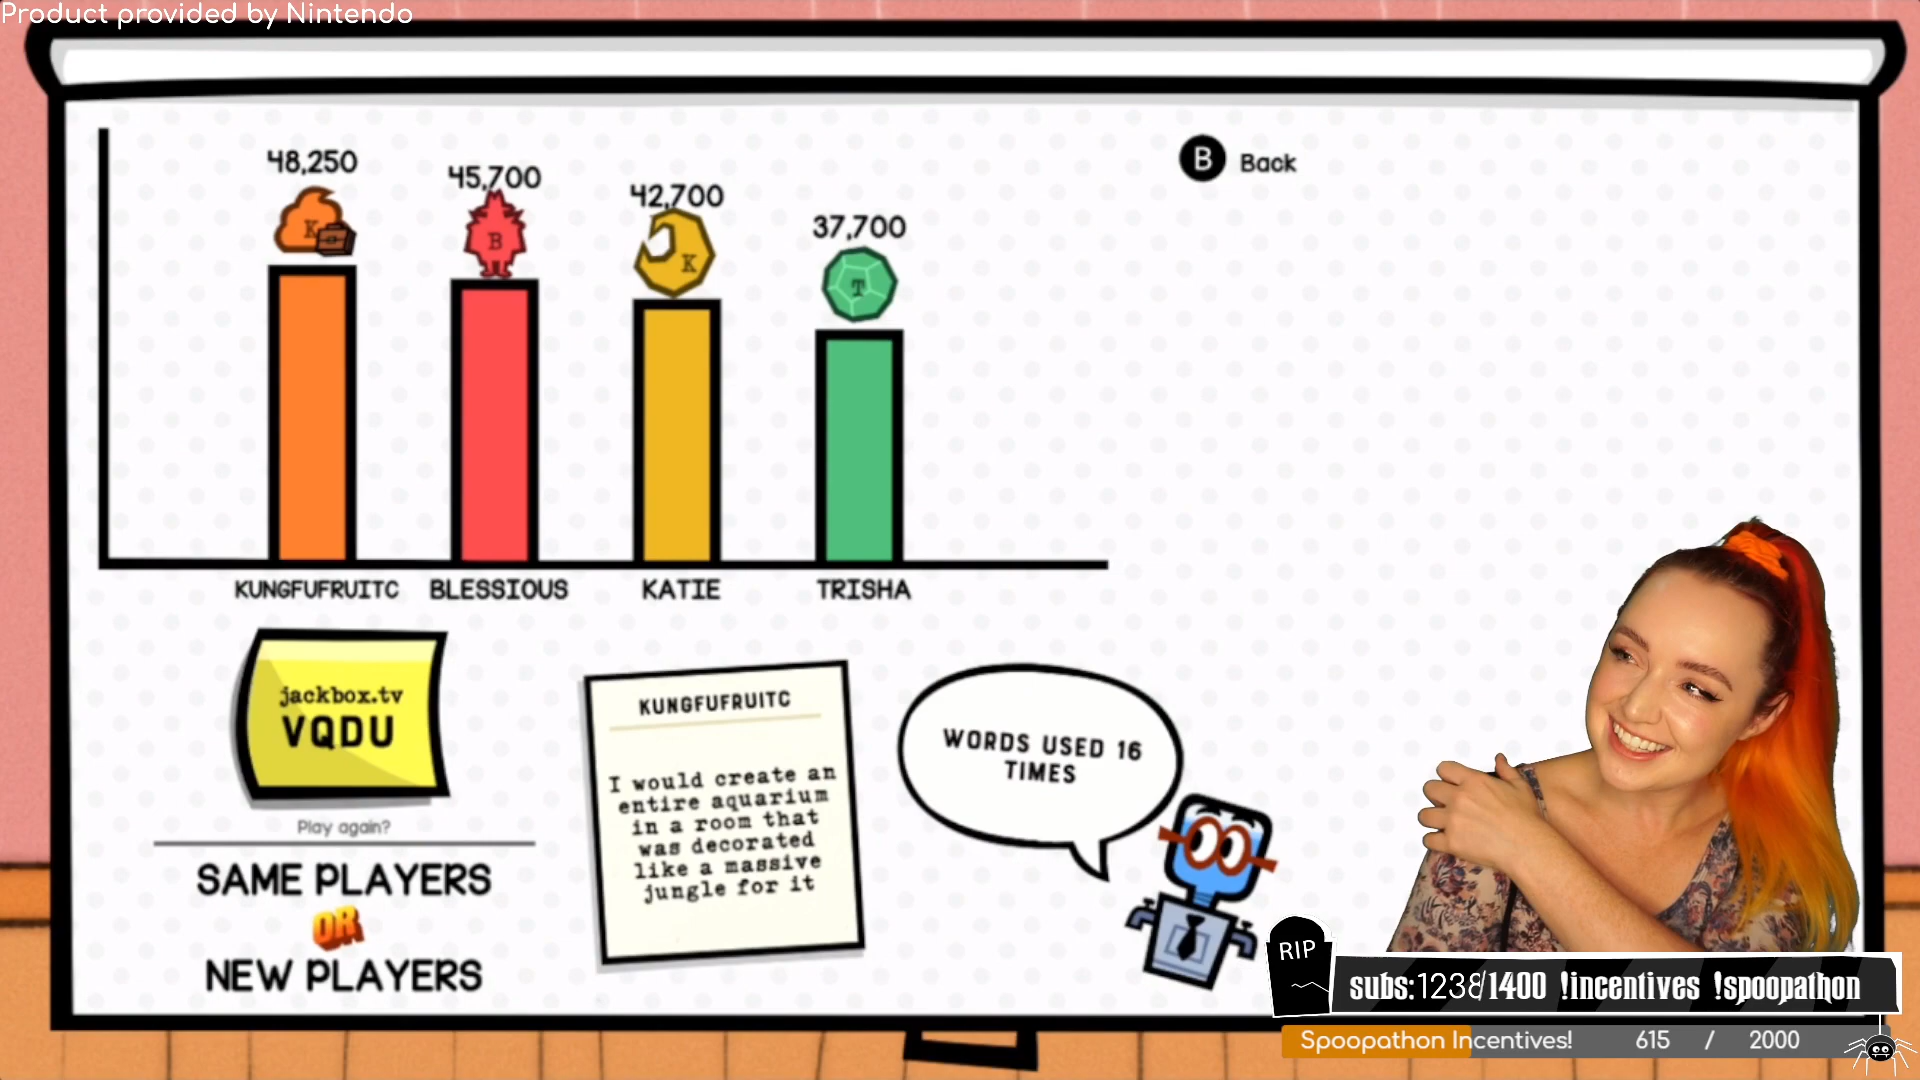 Product provided by Nintendo
48,250
45,700
42,700
37,700
B Back
K
B
K
T
KUNGFUFRUITC
BLESSIOUS
KATIE
TRISHA
jackbox.tv
VQDU
Play again?
SAME PLAYERS
OR
NEW PLAYERS
KUNGFUFRUITC
I would create an
entire aquarium
in a room that
was decorated
like a massive
jungle for it
WORDS USED 16
TIMES
RIP
subs:1238/1400 !incentives !spoopathon
Spoopathon Incentives! 615 / 2000